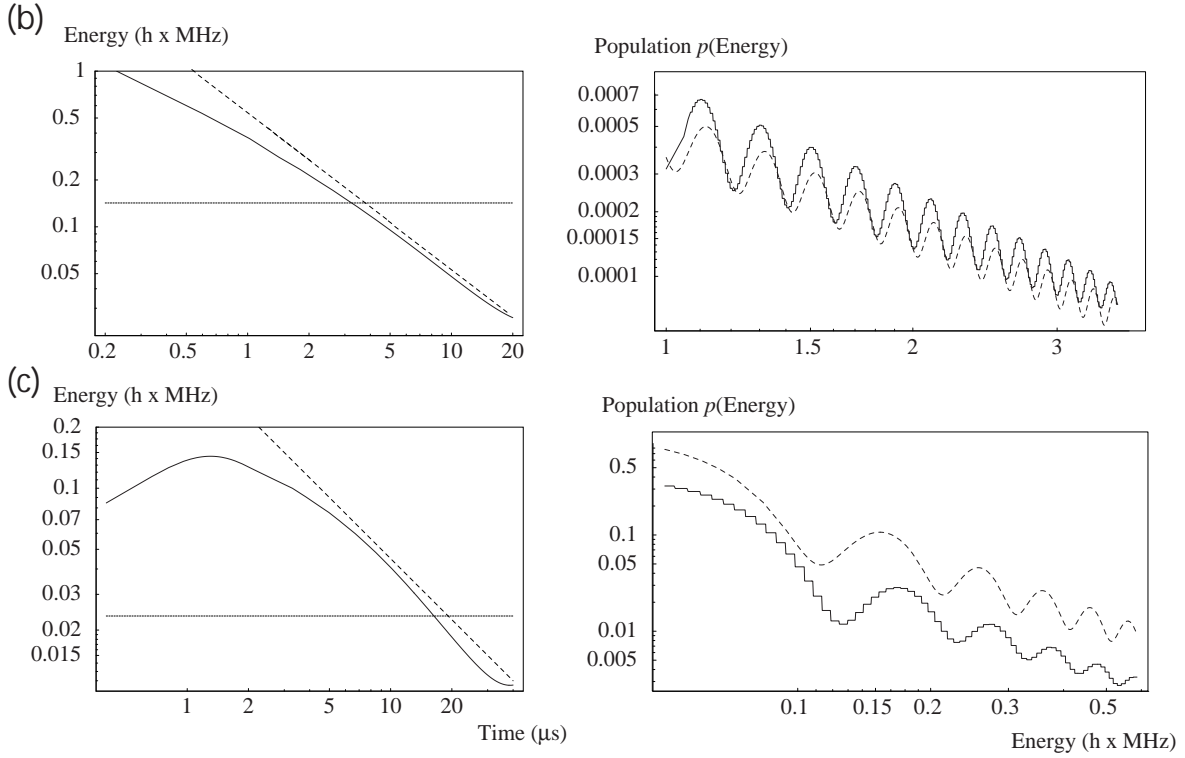 (b)
Energy (h x MHz)
1
0.5
0.2
0.1
0.05
0.2 0.5 1 2 5 10 20
Population p(Energy)
0.0007
0.0005
0.0003
0.0002
0.00015
0.0001
1 1.5 2 3
(c)
Energy (h x MHz)
0.2
0.15
0.1
0.07
0.05
0.03
0.02
0.015
1 2 5 10 20
Time (μs)
Population p(Energy)
0.5
0.1
0.05
0.01
0.005
0.1 0.15 0.2 0.3 0.5
Energy (h x MHz)